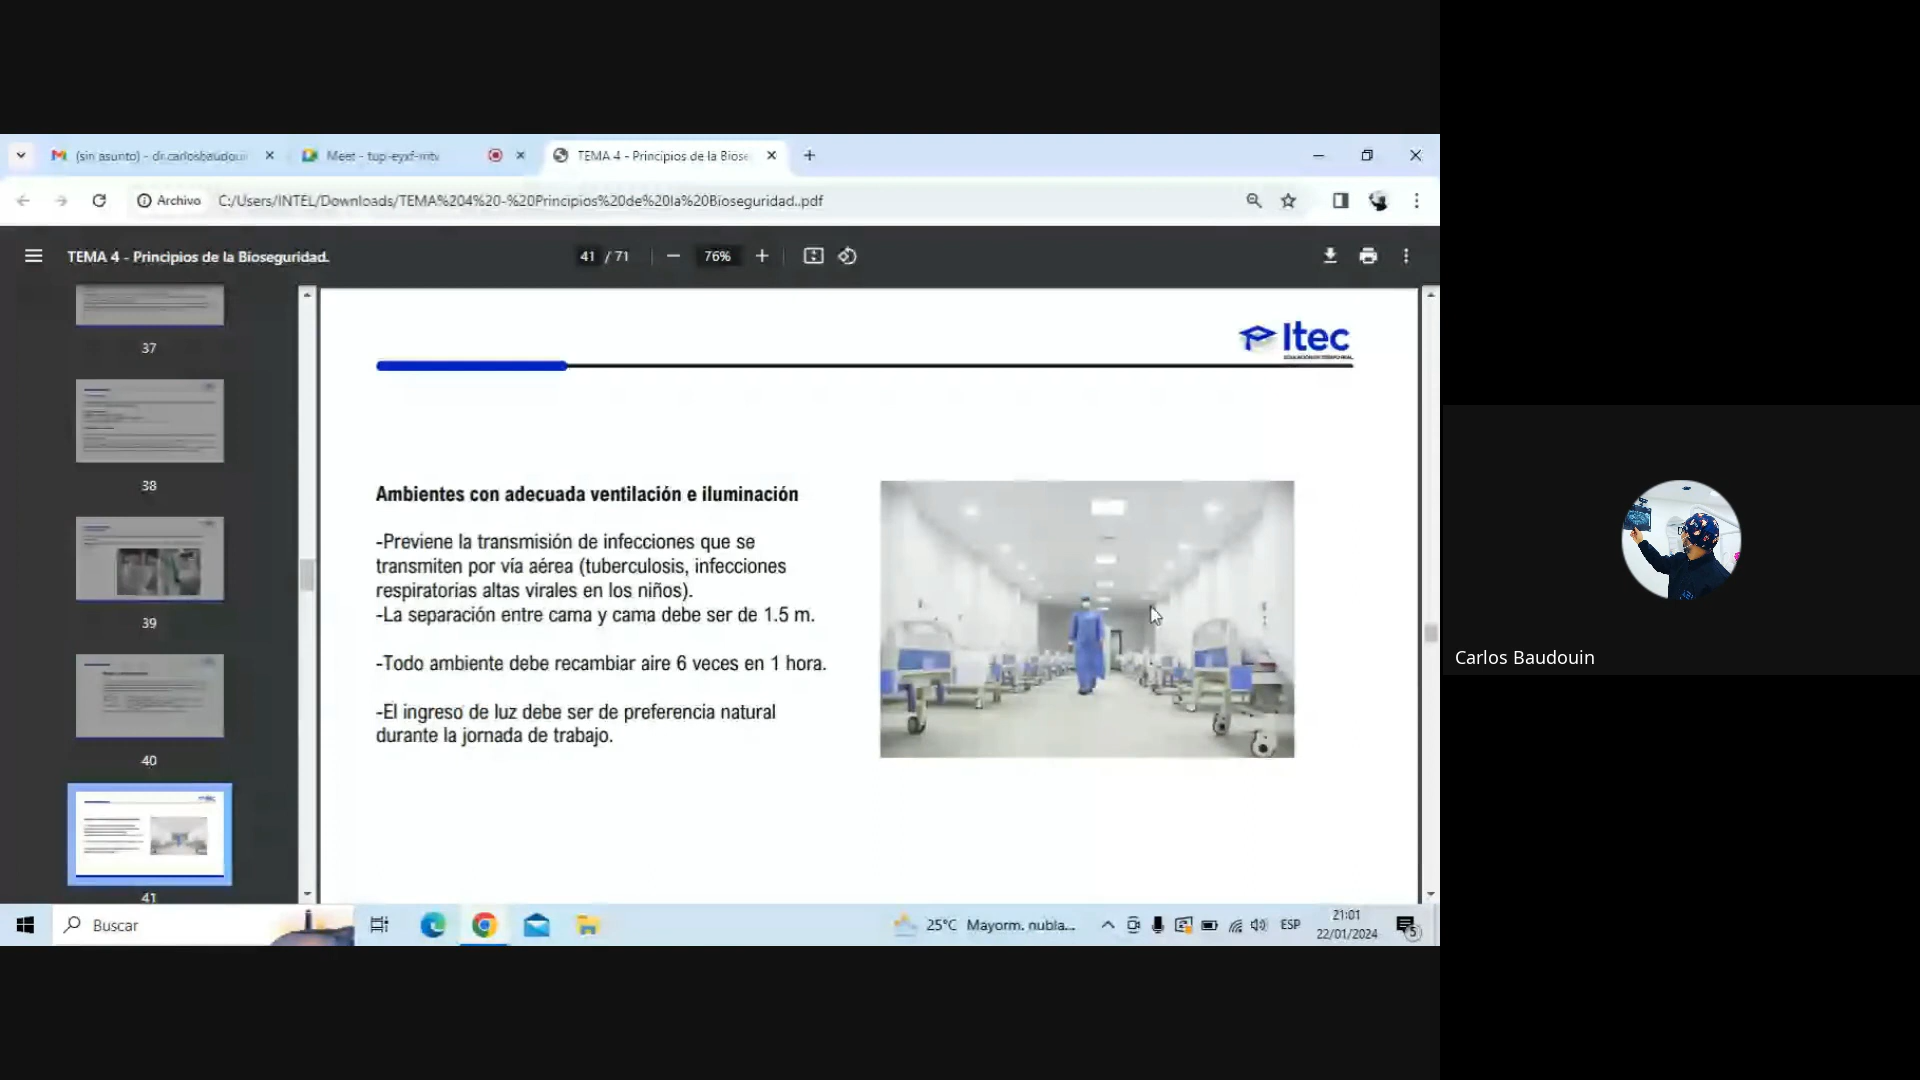 (sin asunto) - dr.carlosbaudoui
Meet - tup-eyxf-mtv
TEMA 4 - Principios de la Biose
Archivo
C:/Users/INTEL/Downloads/TEMA%204%20-%20Principios%20de%20la%20Bioseguridad..pdf
TEMA 4 - Principios de la Bioseguridad.
41 / 71
76%
37
38
39
40
41
Itec
Ambientes con adecuada ventilación e iluminación
-Previene la transmisión de infecciones que se
transmiten por vía aérea (tuberculosis, infecciones
respiratorias altas virales en los niños).
-La separación entre cama y cama debe ser de 1.5 m.
-Todo ambiente debe recambiar aire 6 veces en 1 hora.
-El ingreso de luz debe ser de preferencia natural
durante la jornada de trabajo.
Carlos Baudouin
Buscar
25°C Mayorm. nubla...
ESP
21:01
22/01/2024
5